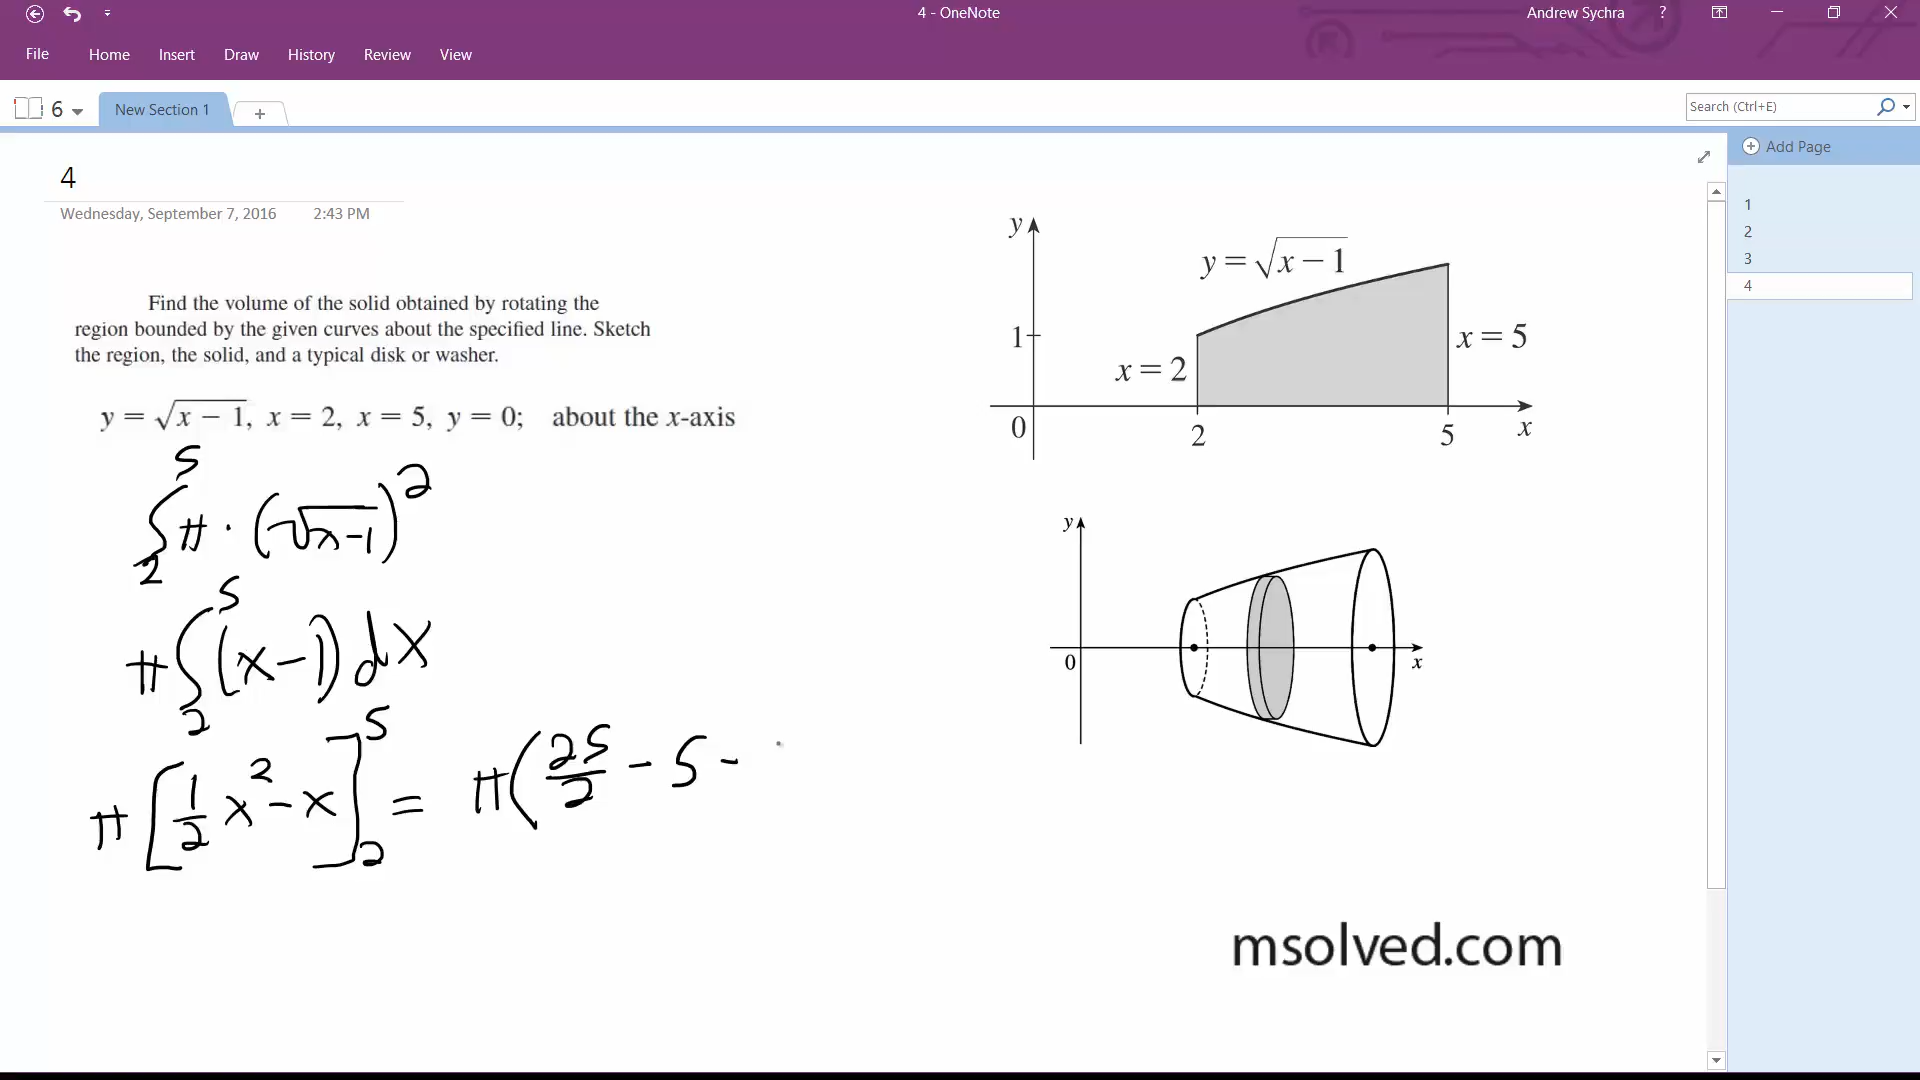 4 - OneNote
Andrew Sychra
?
File Home Insert Draw History Review View
6 New Section 1 +
Search (Ctrl+E)
Add Page
1
2
3
4
4
Wednesday, September 7, 2016 2:43 PM
Find the volume of the solid obtained by rotating the
region bounded by the given curves about the specified line. Sketch
the region, the solid, and a typical disk or washer.
y = √(x − 1), x = 2, x = 5, y = 0; about the x-axis
∫₂⁵ π · (√(x−1))²
π ∫₂⁵ (x−1) dx
π [1/2 x² − x]₂⁵ = π(25/2 − 5 −
y
y = √(x − 1)
1
x = 2
x = 5
0
2
5
x
y
0
x
msolved.com